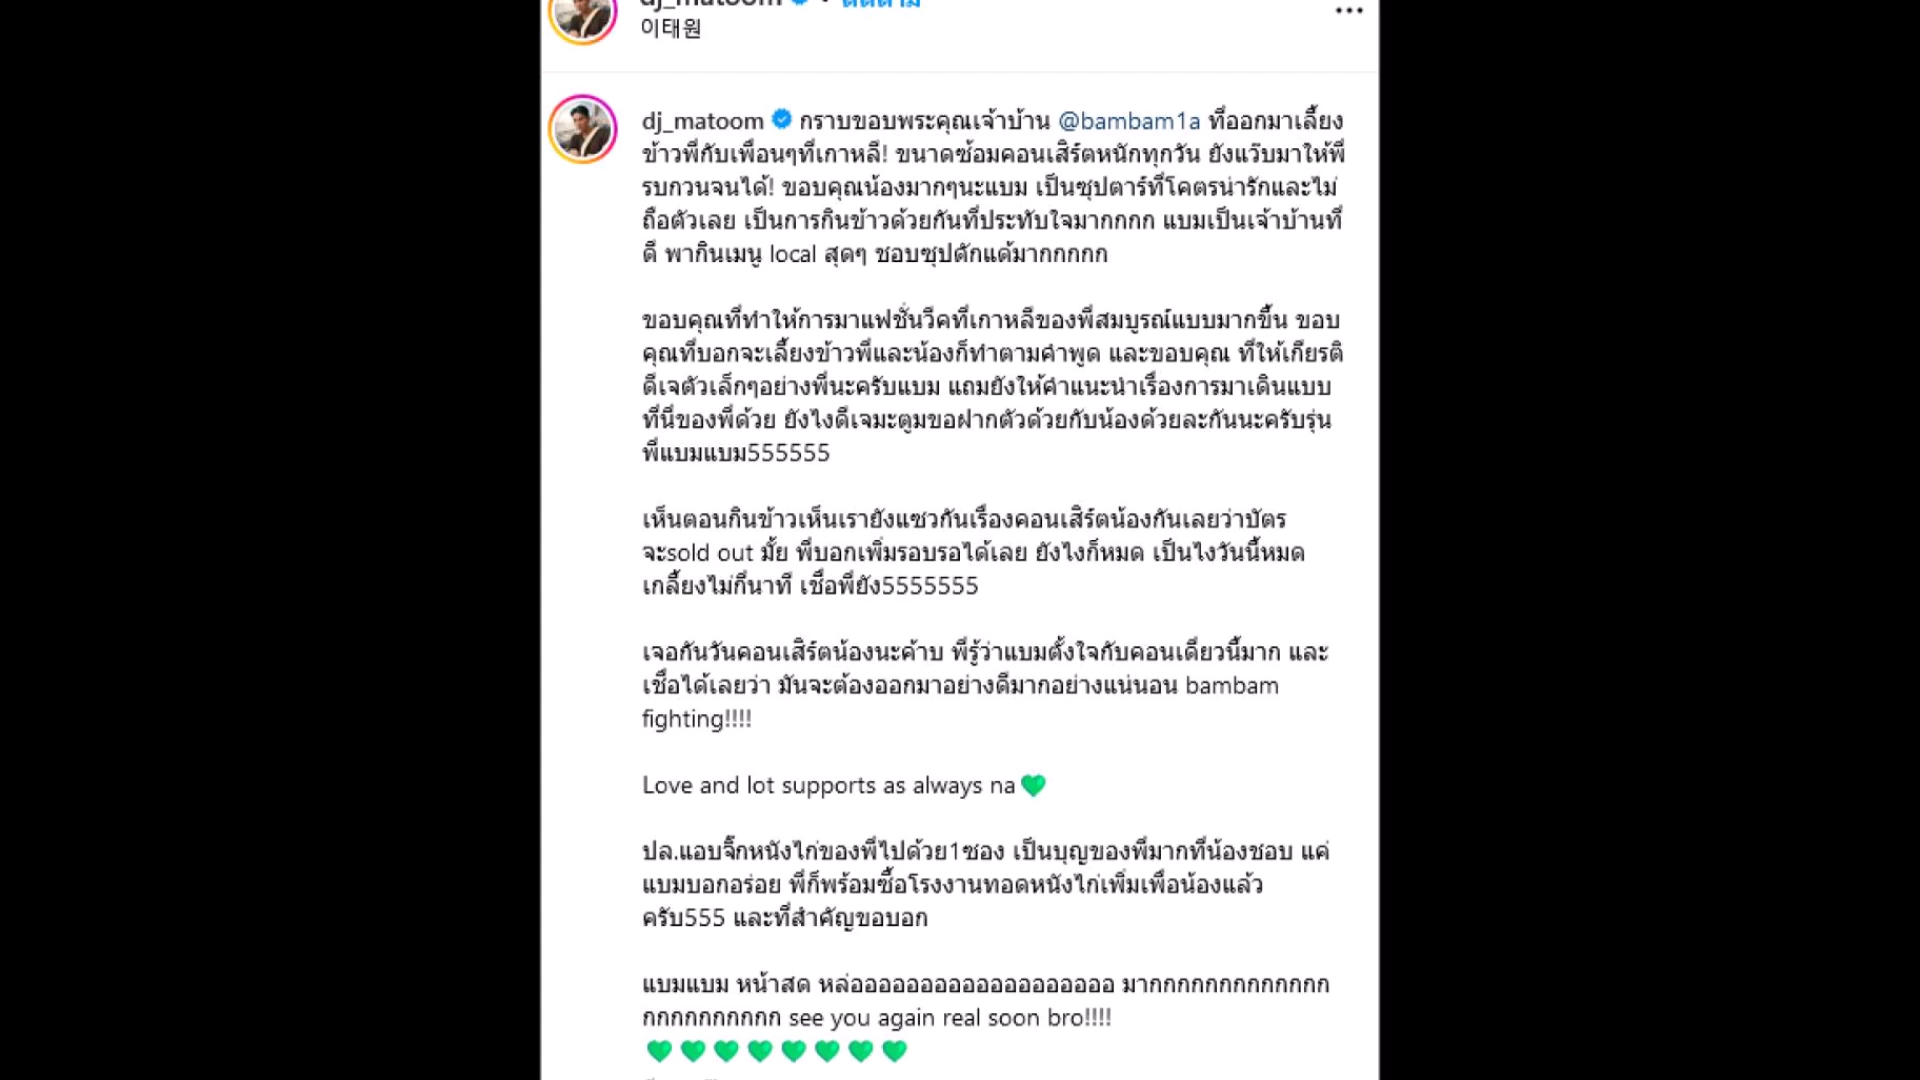 dj_matoom • ติดตาม
이태원
dj_matoom กราบขอบพระคุณเจ้าบ้าน @bambam1a ที่ออกมาเลี้ยง
ข้าวพี่กับเพื่อนๆที่เกาหลี! ขนาดซ้อมคอนเสิร์ตหนักทุกวัน ยังแว๊บมาให้พี่
รบกวนจนได้! ขอบคุณน้องมากๆนะแบม เป็นซุปตาร์ที่โคตรน่ารักและไม่
ถือตัวเลย เป็นการกินข้าวด้วยกันที่ประทับใจมากกกก แบมเป็นเจ้าบ้านที่
ดี พากินเมนู local สุดๆ ชอบซุปดักแด้มากกกกก
ขอบคุณที่ทำให้การมาแฟชั่นวีคที่เกาหลีของพี่สมบูรณ์แบบมากขึ้น ขอบ
คุณที่บอกจะเลี้ยงข้าวพี่และน้องก็ทำตามคำพูด และขอบคุณ ที่ให้เกียรติ
ดีเจตัวเล็กๆอย่างพี่นะครับแบม แถมยังให้คำแนะนำเรื่องการมาเดินแบบ
ที่นี่ของพี่ด้วย ยังไงดีเจมะตูมขอฝากตัวด้วยกับน้องด้วยละกันนะครับรุ่น
พี่แบมแบม555555
เห็นตอนกินข้าวเห็นเรายังแซวกันเรื่องคอนเสิร์ตน้องกันเลยว่าบัตร
จะsold out มั้ย พี่บอกเพิ่มรอบรอได้เลย ยังไงก็หมด เป็นไงวันนี้หมด
เกลี้ยงไม่กี่นาที เชื่อพี่ยัง5555555
เจอกันวันคอนเสิร์ตน้องนะค้าบ พี่รู้ว่าแบมตั้งใจกับคอนเดี่ยวนี้มาก และ
เชื่อได้เลยว่า มันจะต้องออกมาอย่างดีมากอย่างแน่นอน bambam
fighting!!!!
Love and lot supports as always na💚
ปล.แอบจิ๊กหนังไก่ของพี่ไปด้วย1ซอง เป็นบุญของพี่มากที่น้องชอบ แค่
แบมบอกอร่อย พี่ก็พร้อมซื้อโรงงานทอดหนังไก่เพิ่มเพื่อน้องแล้ว
ครับ555 และที่สำคัญขอบอก
แบมแบม หน้าสด หล่ออออออออออออออออออออ มากกกกกกกกกกกกกก
กกกกกกกกกก see you again real soon bro!!!!
💚💚💚💚💚💚💚💚